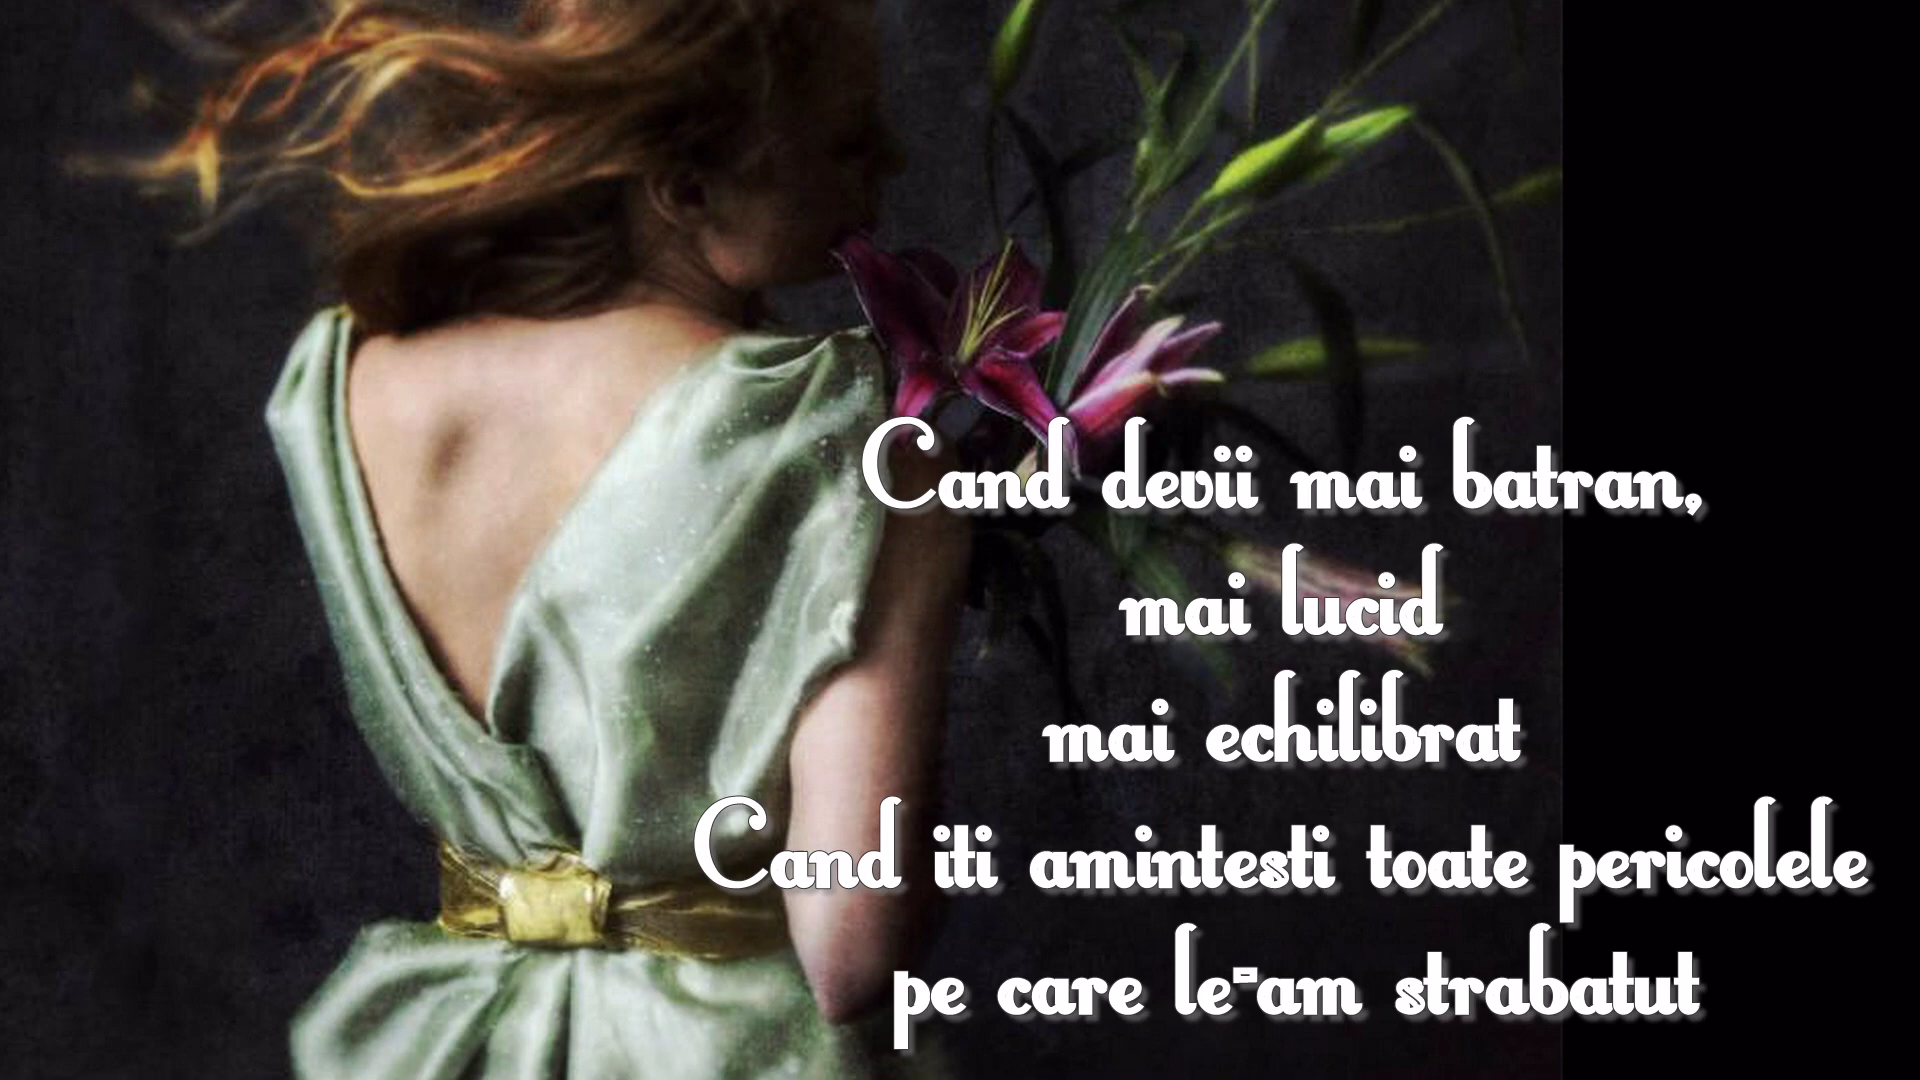 Cand devii mai batran,
mai lucid
mai echilibrat
Cand iti amintesti toate pericolele
pe care le-am strabatut